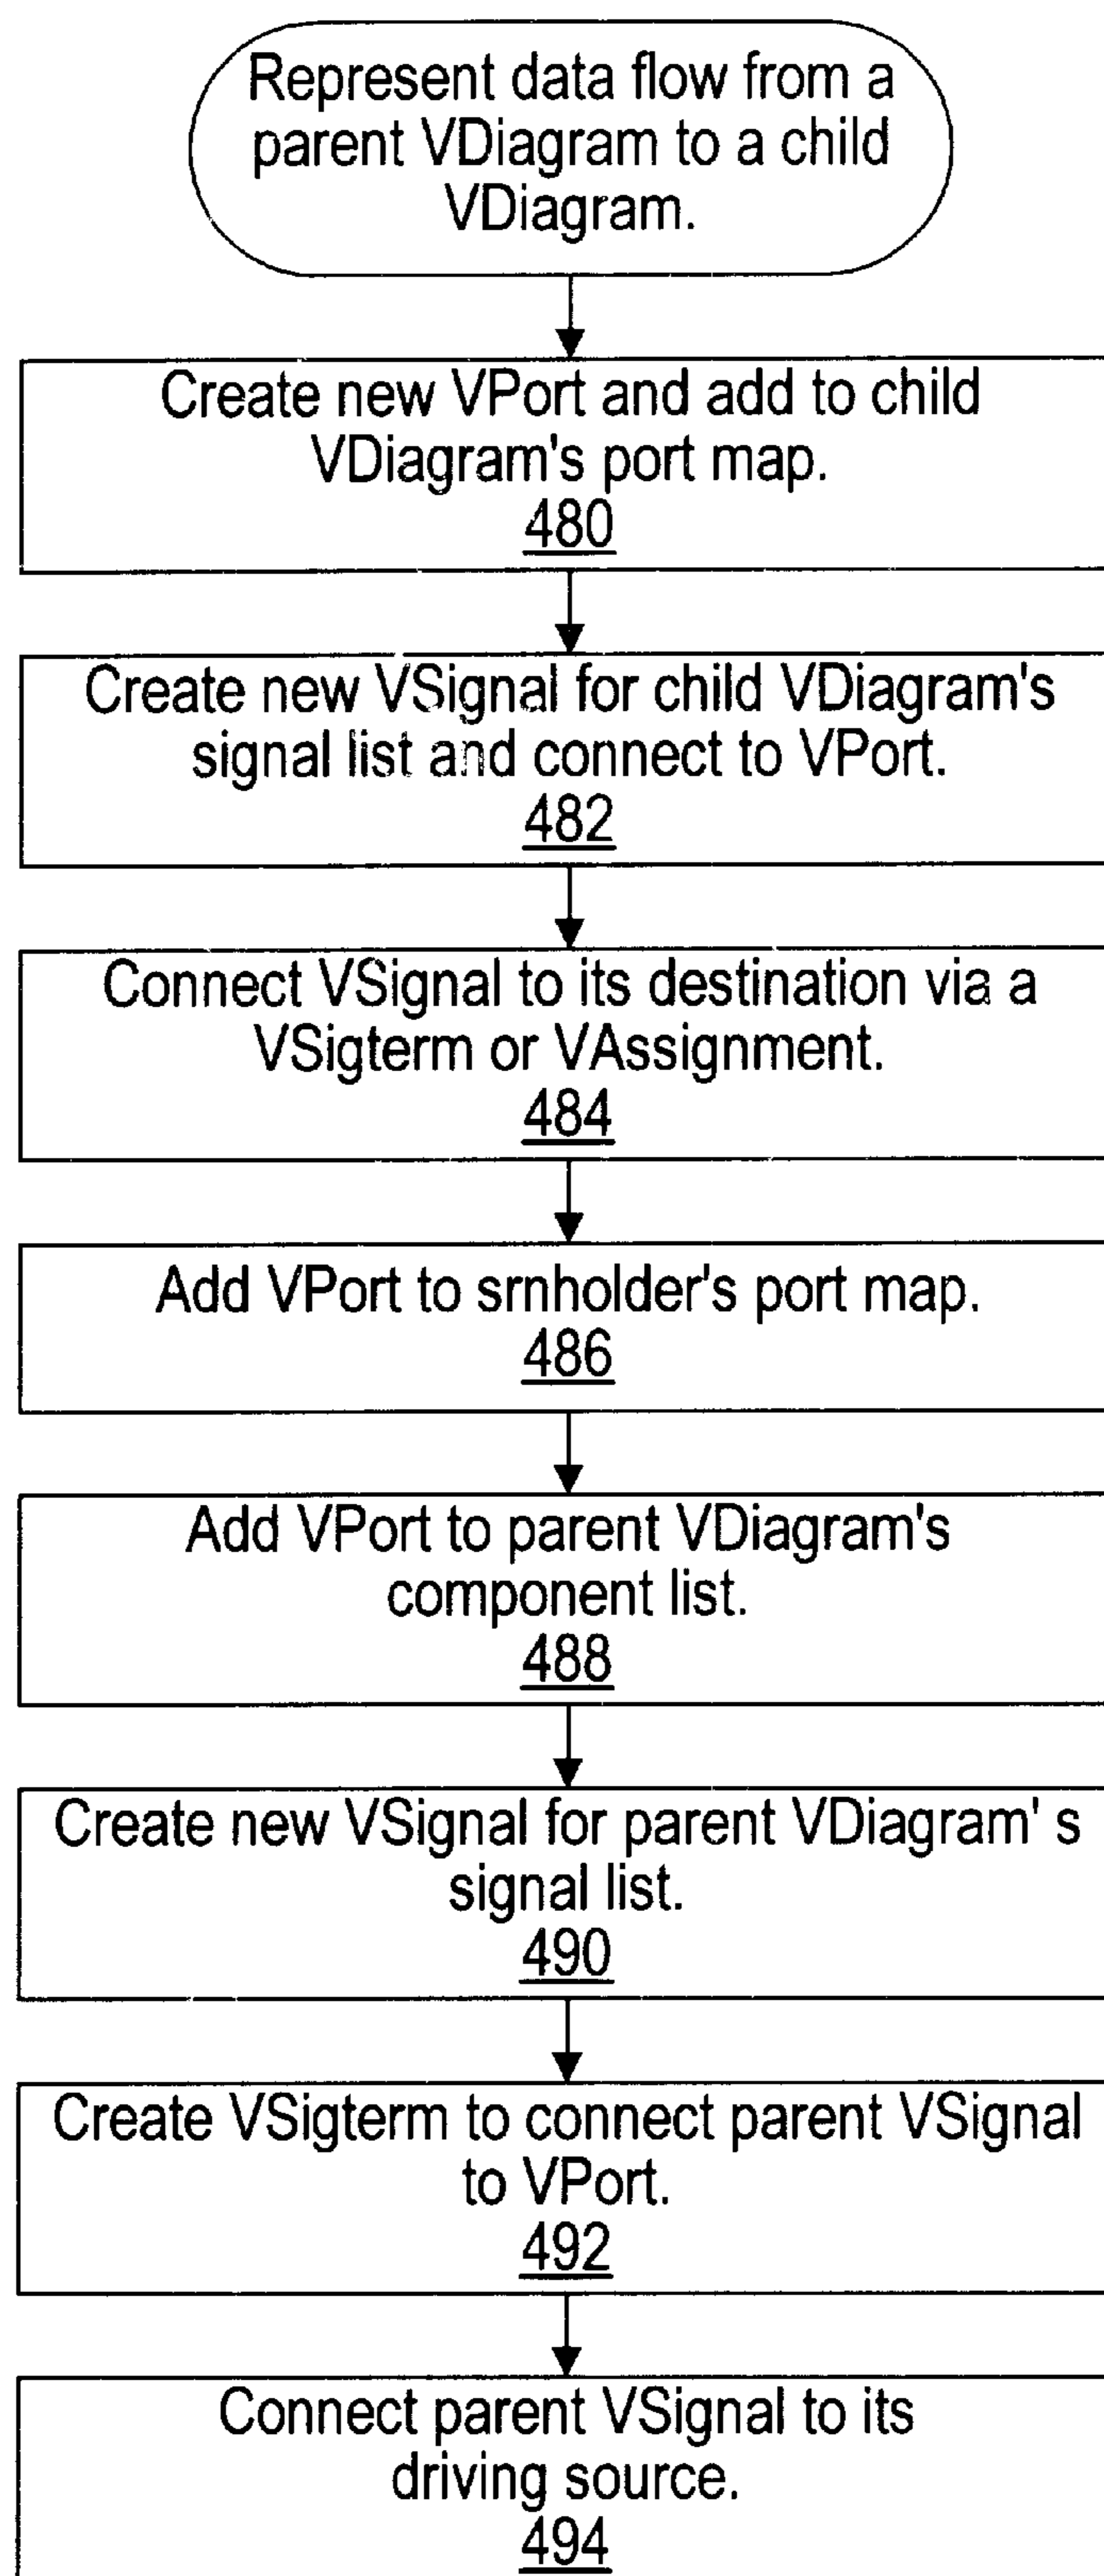 Represent data flow from a
parent VDiagram to a child
VDiagram.
Create new VPort and add to child
VDiagram's port map.
480
Create new VSignal for child VDiagram's
signal list and connect to VPort.
482
Connect VSignal to its destination via a
VSigterm or VAssignment.
484
Add VPort to srnholder's port map.
486
Add VPort to parent VDiagram's
component list.
488
Create new VSignal for parent VDiagram' s
signal list.
490
Create VSigterm to connect parent VSignal
to VPort.
492
Connect parent VSignal to its
driving source.
494